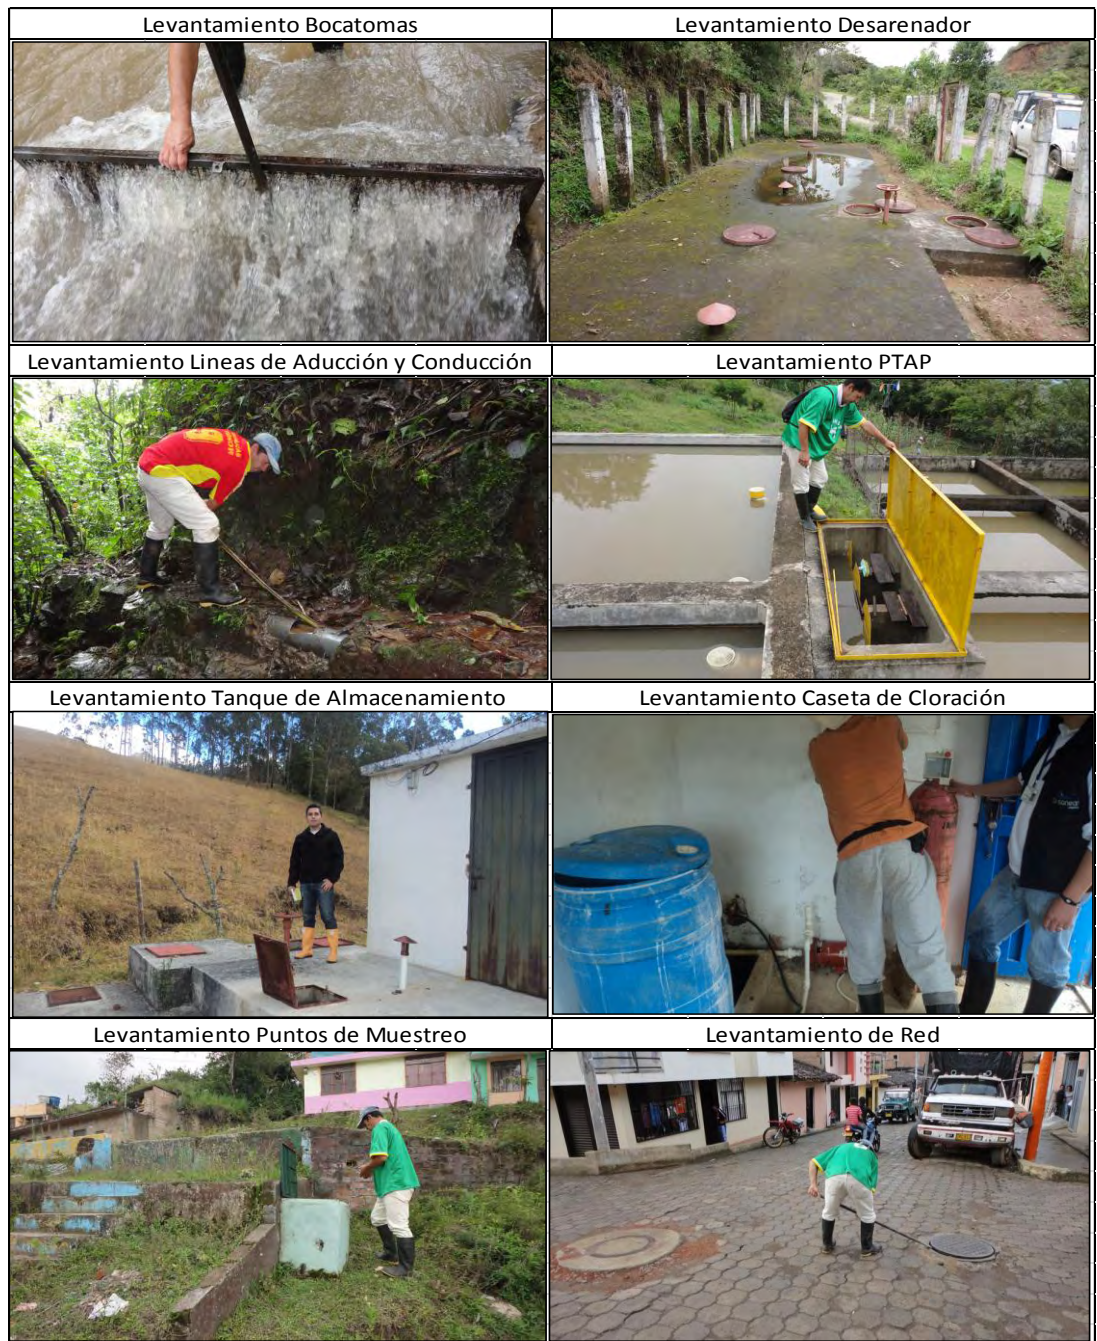 Levantamiento Bocatomas
Levantamiento Desarenador
Levantamiento Lineas de Aducción y Conducción
Levantamiento PTAP
Levantamiento Tanque de Almacenamiento
Levantamiento Caseta de Cloración
Levantamiento Puntos de Muestreo
Levantamiento de Red